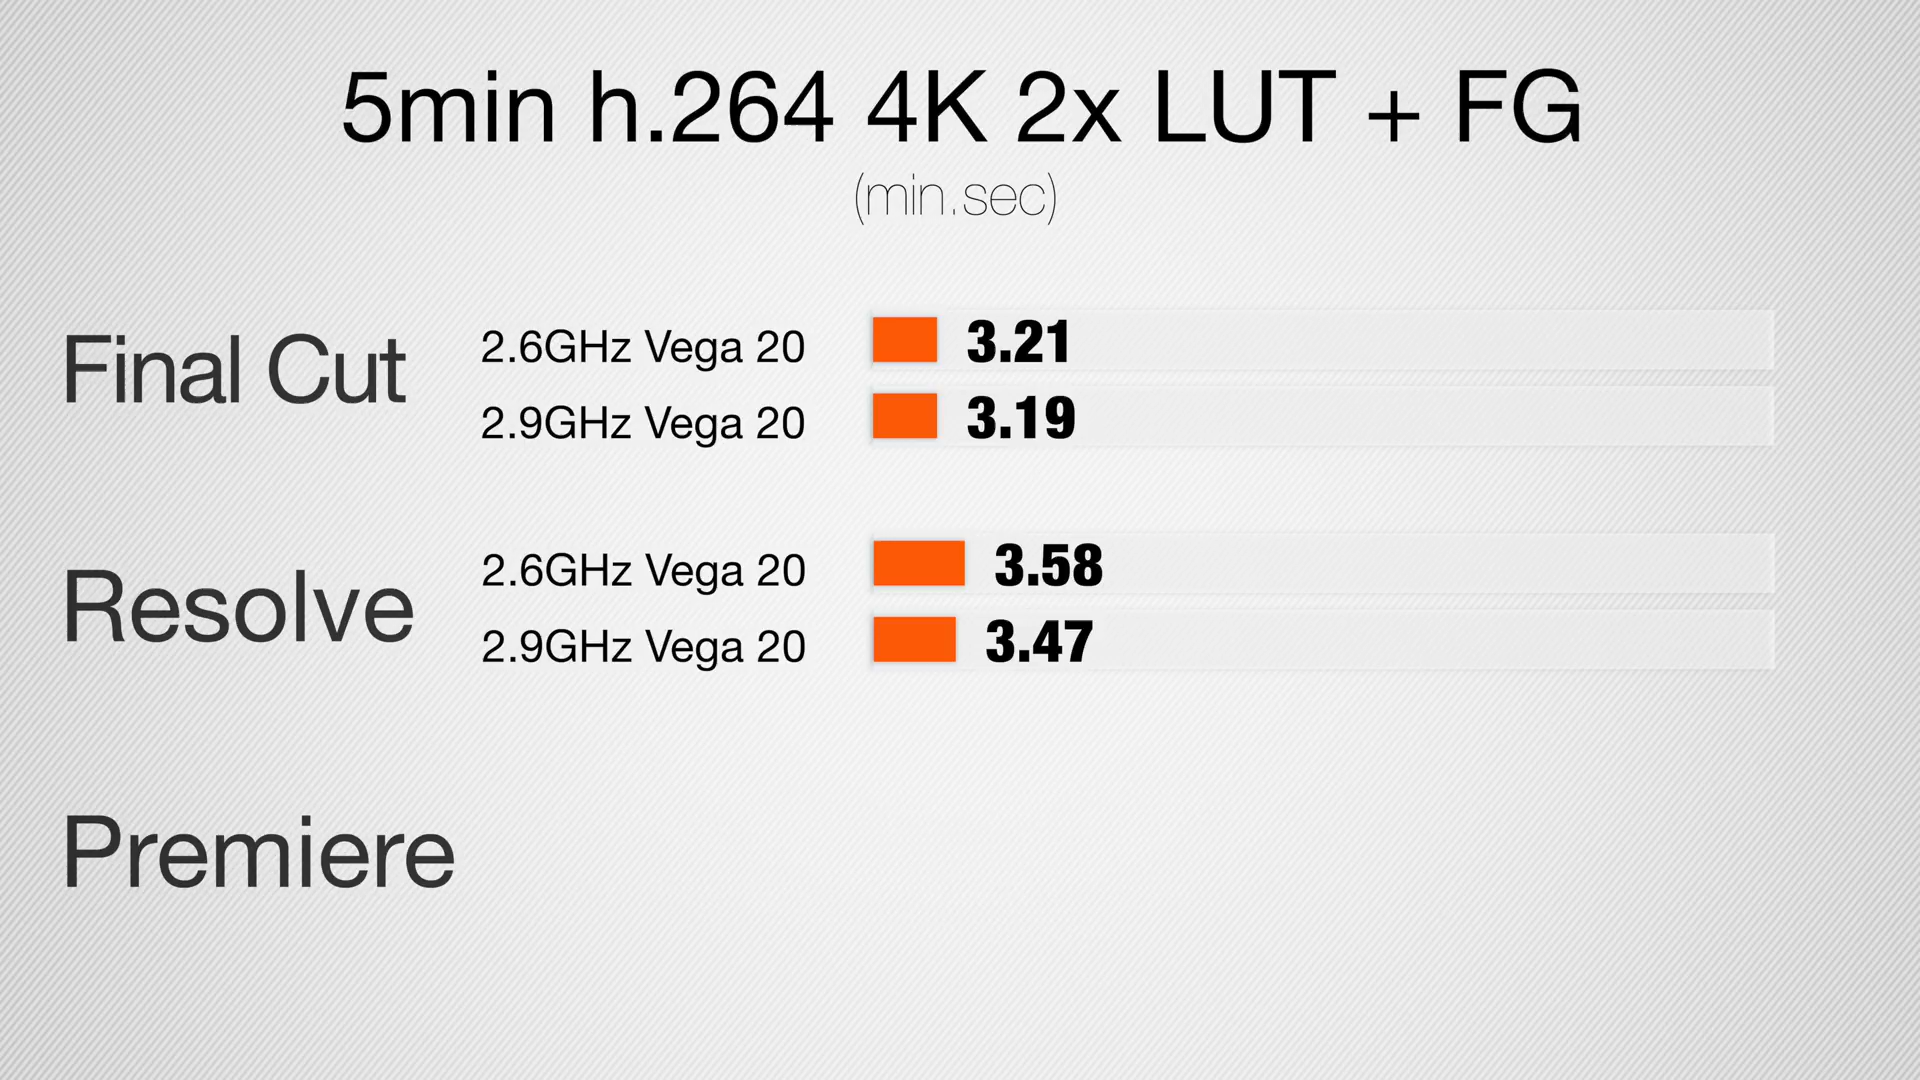 5min h.264 4K 2x LUT + FG
(min.sec)
Final Cut
2.6GHz Vega 20 3.21
2.9GHz Vega 20 3.19
Resolve
2.6GHz Vega 20 3.58
2.9GHz Vega 20 3.47
Premiere